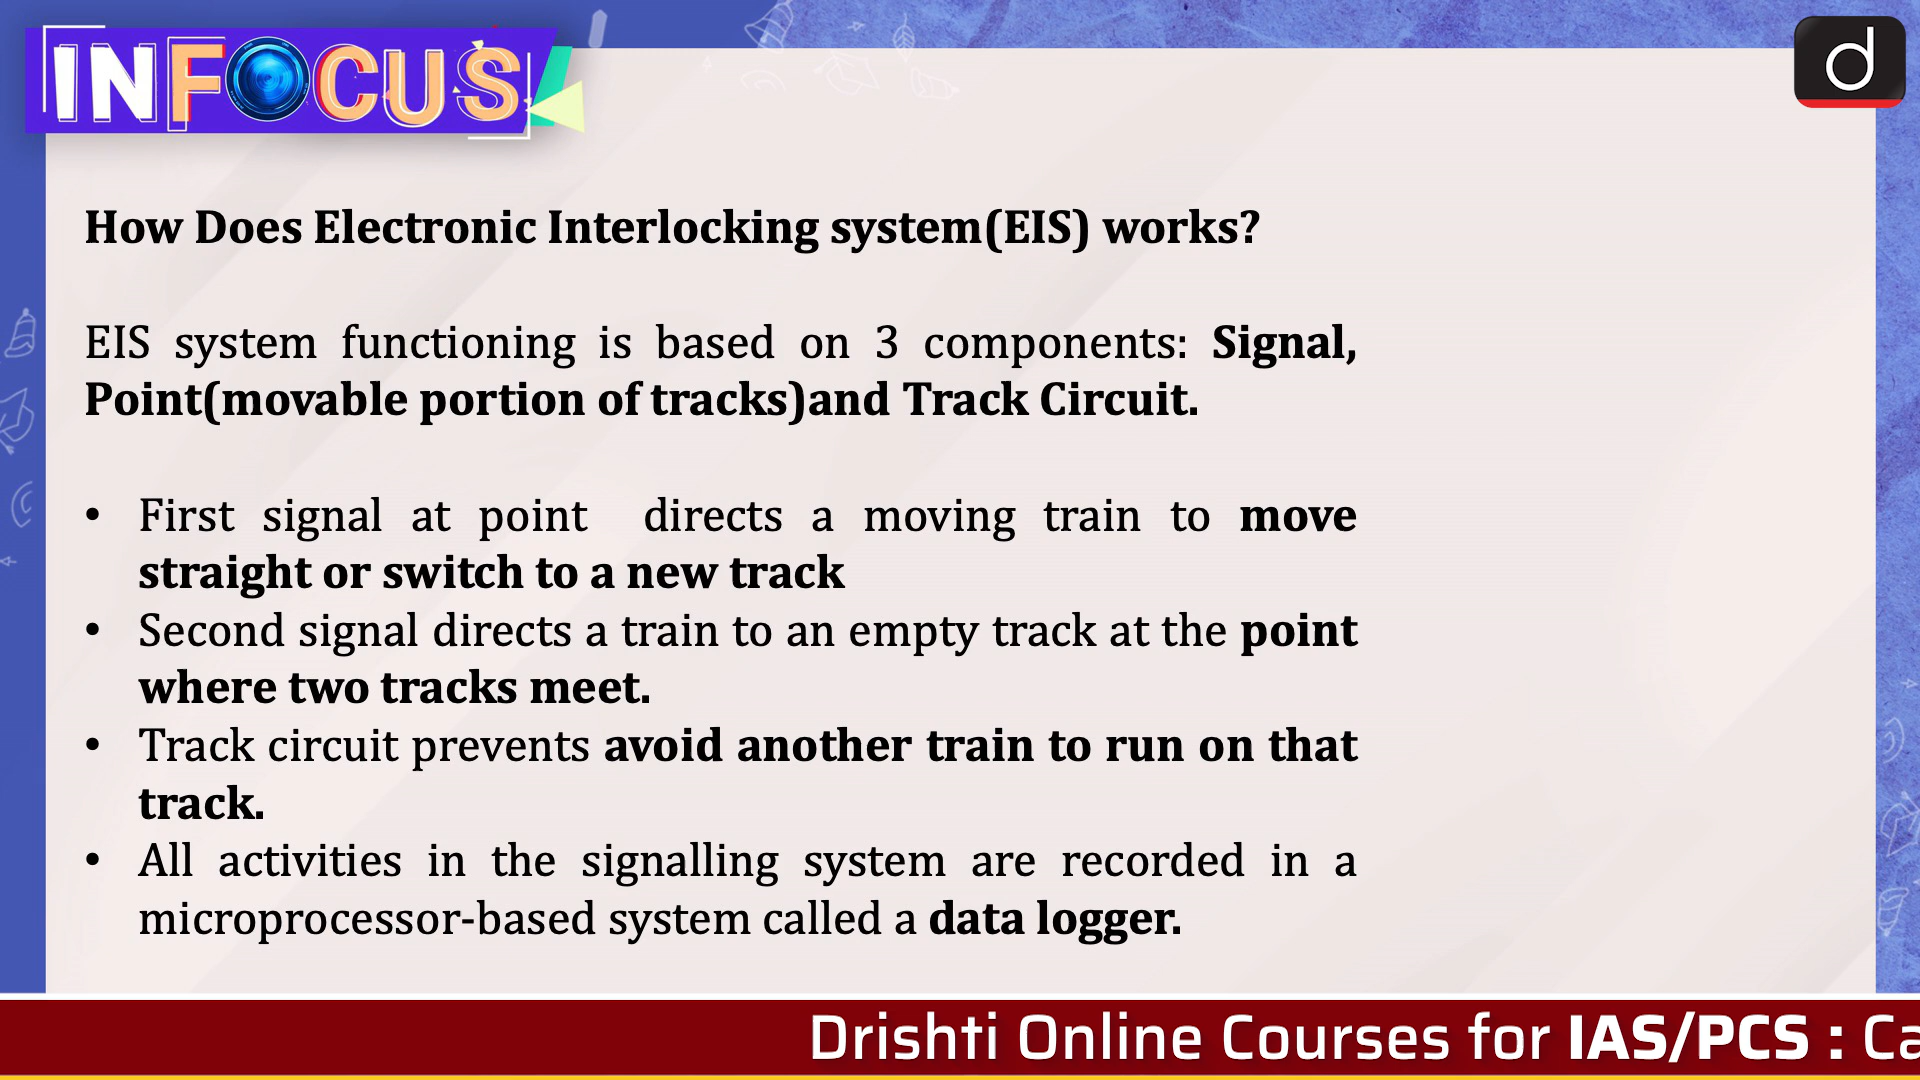 INFOCUS
d
How Does Electronic Interlocking system(EIS) works?
EIS system functioning is based on 3 components: Signal,
Point(movable portion of tracks)and Track Circuit.
• First signal at point directs a moving train to move
straight or switch to a new track
• Second signal directs a train to an empty track at the point
where two tracks meet.
• Track circuit prevents avoid another train to run on that
track.
• All activities in the signalling system are recorded in a
microprocessor-based system called a data logger.
Drishti Online Courses for IAS/PCS : Ca